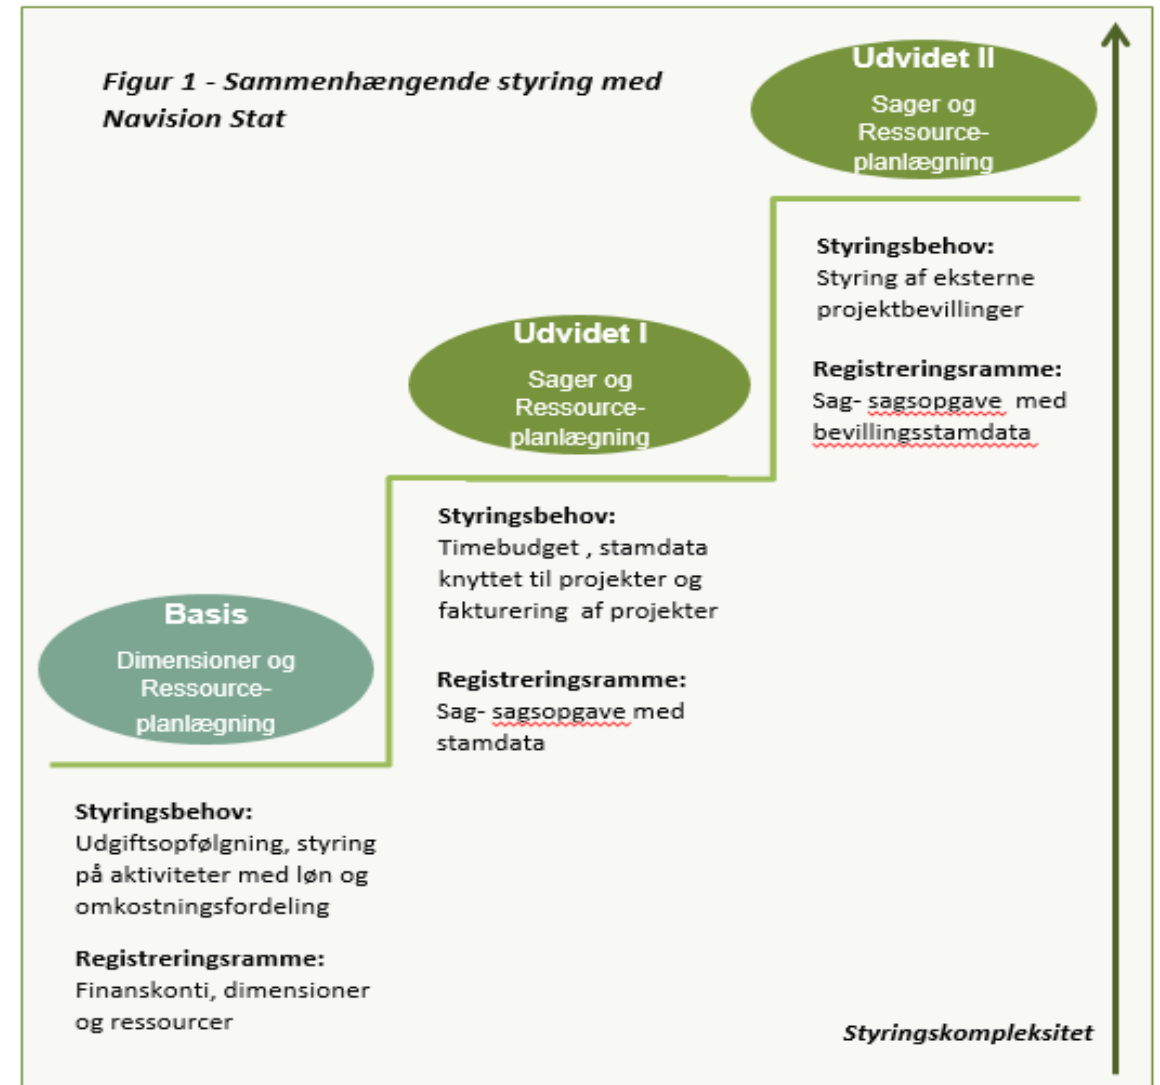 Figur 1 - Sammenhængende styring med
Navision Stat
Udvidet II
Sager og
Ressource-
planlægning
Styringsbehov:
Styring af eksterne
projektbevillinger
Registreringsramme:
Sag- sagsopgave med
bevillingsstamdata
Udvidet I
Sager og
Ressource-
planlægning
Styringsbehov:
Timebudget , stamdata
knyttet til projekter og
fakturering af projekter
Registreringsramme:
Sag- sagsopgave med
stamdata
Basis
Dimensioner og
Ressource-
planlægning
Styringsbehov:
Udgiftsopfølgning, styring
på aktiviteter med løn og
omkostningsfordeling
Registreringsramme:
Finanskonti, dimensioner
og ressourcer
Styringskompleksitet